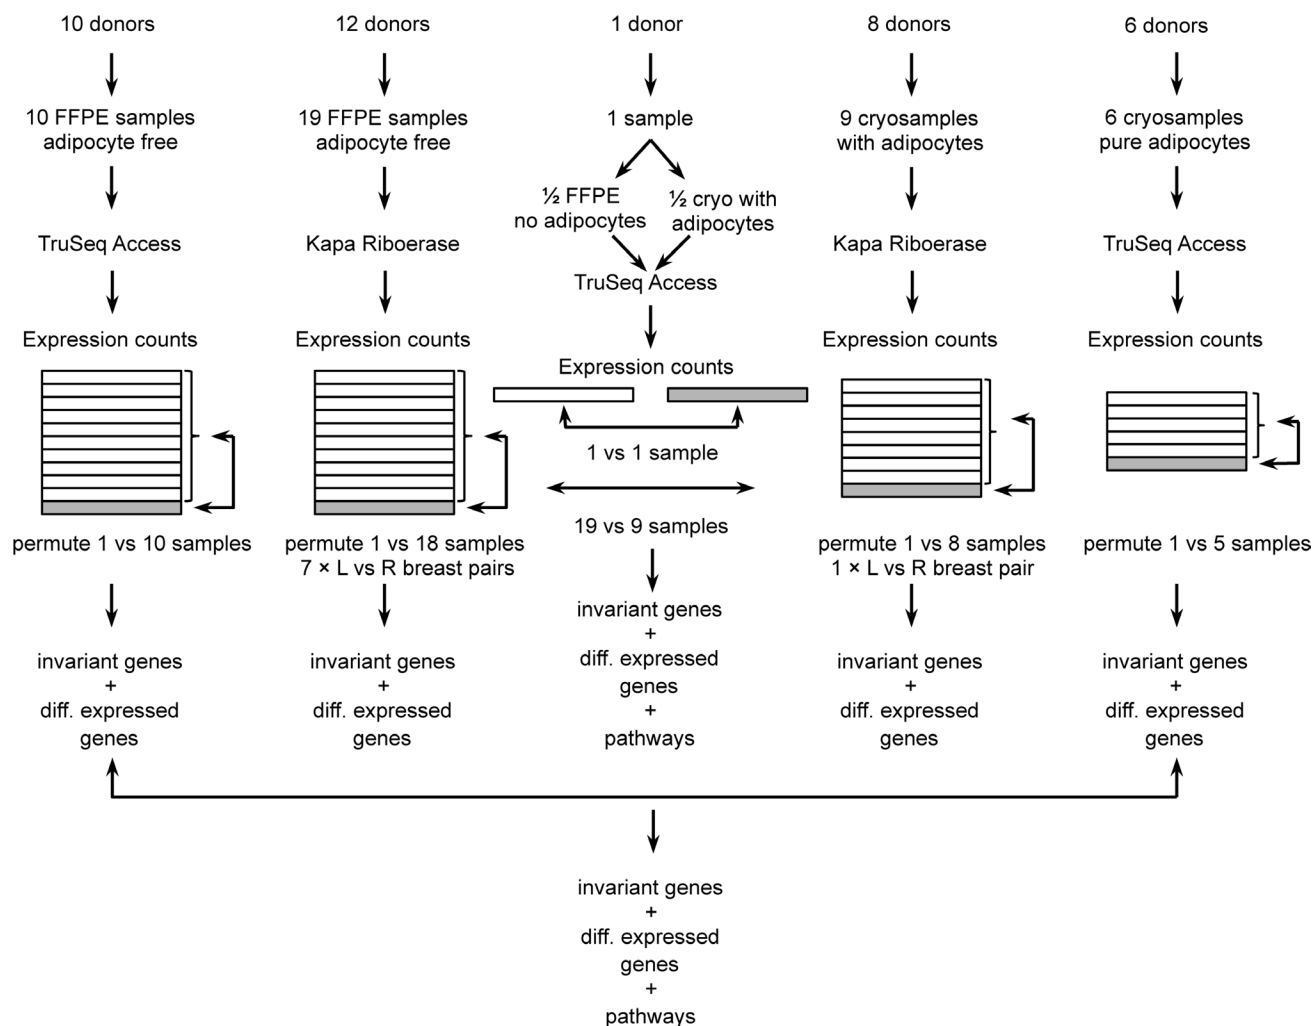 10 donors
10 FFPE samples
adipocyte free
TruSeq Access
Expression counts
permute 1 vs 10 samples
invariant genes
+
diff. expressed
genes
12 donors
19 FFPE samples
adipocyte free
Kapa Riboerase
Expression counts
permute 1 vs 18 samples
7 × L vs R breast pairs
invariant genes
+
diff. expressed
genes
1 donor
1 sample
½ FFPE
no adipocytes
½ cryo with
adipocytes
TruSeq Access
Expression counts
1 vs 1 sample
19 vs 9 samples
invariant genes
+
diff. expressed
genes
+
pathways
8 donors
9 cryosamples
with adipocytes
Kapa Riboerase
Expression counts
permute 1 vs 8 samples
1 × L vs R breast pair
invariant genes
+
diff. expressed
genes
6 donors
6 cryosamples
pure adipocytes
TruSeq Access
Expression counts
permute 1 vs 5 samples
invariant genes
+
diff. expressed
genes
invariant genes
+
diff. expressed
genes
+
pathways